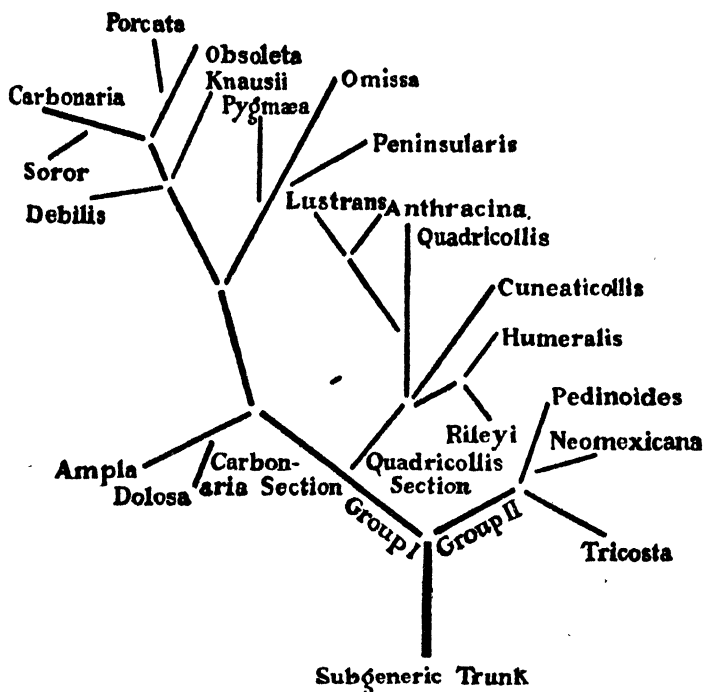 Porcata
Obsoleta
Knausii
Pygmæa
Omissa
Carbonaria
Soror
Debilis
Peninsularis
Lustrans
Anthracina.
Quadricollis
Cuneaticollis
Humeralis
Rileyi
Pedinoides
Neomexicana
Tricosta
Ampla
Dolosa
Carbon-
aria Section
Quadricollis
Section
Group I
Group II
Subgeneric Trunk